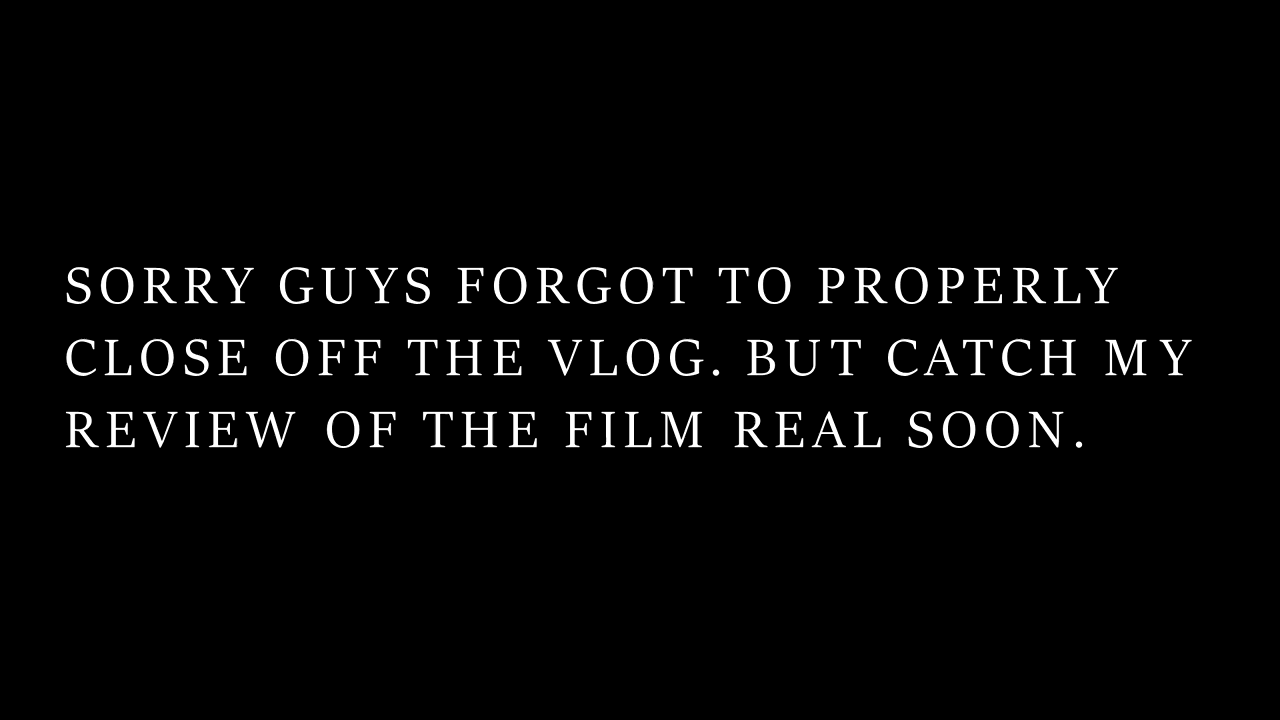 SORRY GUYS FORGOT TO PROPERLY
CLOSE OFF THE VLOG. BUT CATCH MY
REVIEW OF THE FILM REAL SOON.